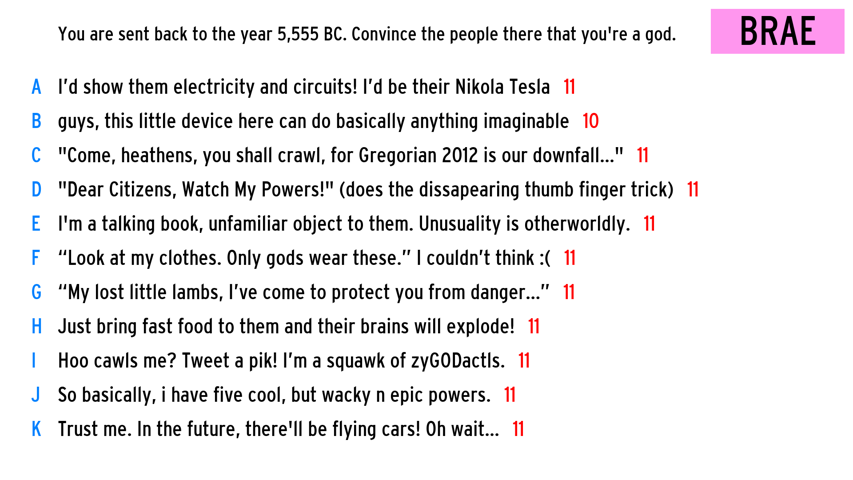 You are sent back to the year 5,555 BC. Convince the people there that you're a god.
BRAE
A I’d show them electricity and circuits! I’d be their Nikola Tesla 11
B guys, this little device here can do basically anything imaginable 10
C "Come, heathens, you shall crawl, for Gregorian 2012 is our downfall..." 11
D "Dear Citizens, Watch My Powers!" (does the dissapearing thumb finger trick) 11
E I'm a talking book, unfamiliar object to them. Unusuality is otherworldly. 11
F “Look at my clothes. Only gods wear these.” I couldn’t think :( 11
G “My lost little lambs, I’ve come to protect you from danger...” 11
H Just bring fast food to them and their brains will explode! 11
I Hoo cawls me? Tweet a pik! I’m a squawk of zyGODactls. 11
J So basically, i have five cool, but wacky n epic powers. 11
K Trust me. In the future, there'll be flying cars! Oh wait... 11